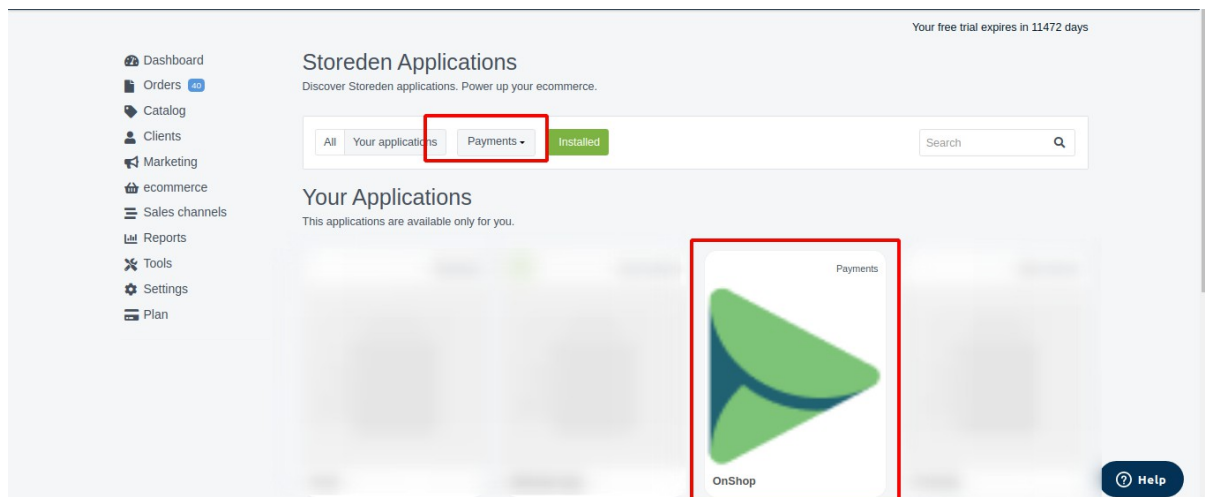 Your free trial expires in 11472 days
Dashboard
Orders 40
Catalog
Clients
Marketing
ecommerce
Sales channels
Reports
Tools
Settings
Plan
Storeden Applications
Discover Storeden applications. Power up your ecommerce.
All Your applications Payments Installed Search
Your Applications
This applications are available only for you.
Payments
OnShop
Help